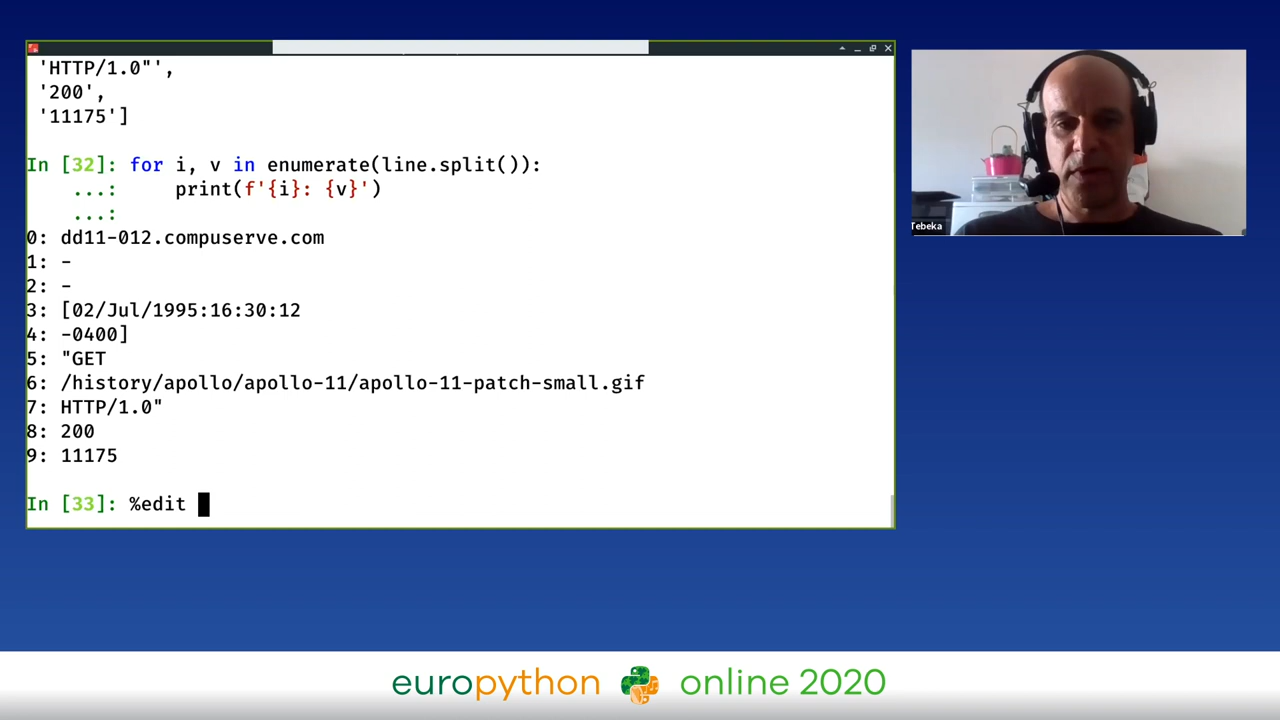 'HTTP/1.0"',
'200',
'11175']
In [32]: for i, v in enumerate(line.split()):
...: print(f'{i}: {v}')
...:
0: dd11-012.compuserve.com
1: -
2: -
3: [02/Jul/1995:16:30:12
4: -0400]
5: "GET
6: /history/apollo/apollo-11/apollo-11-patch-small.gif
7: HTTP/1.0"
8: 200
9: 11175
In [33]: %edit
Tebeka
europython online 2020